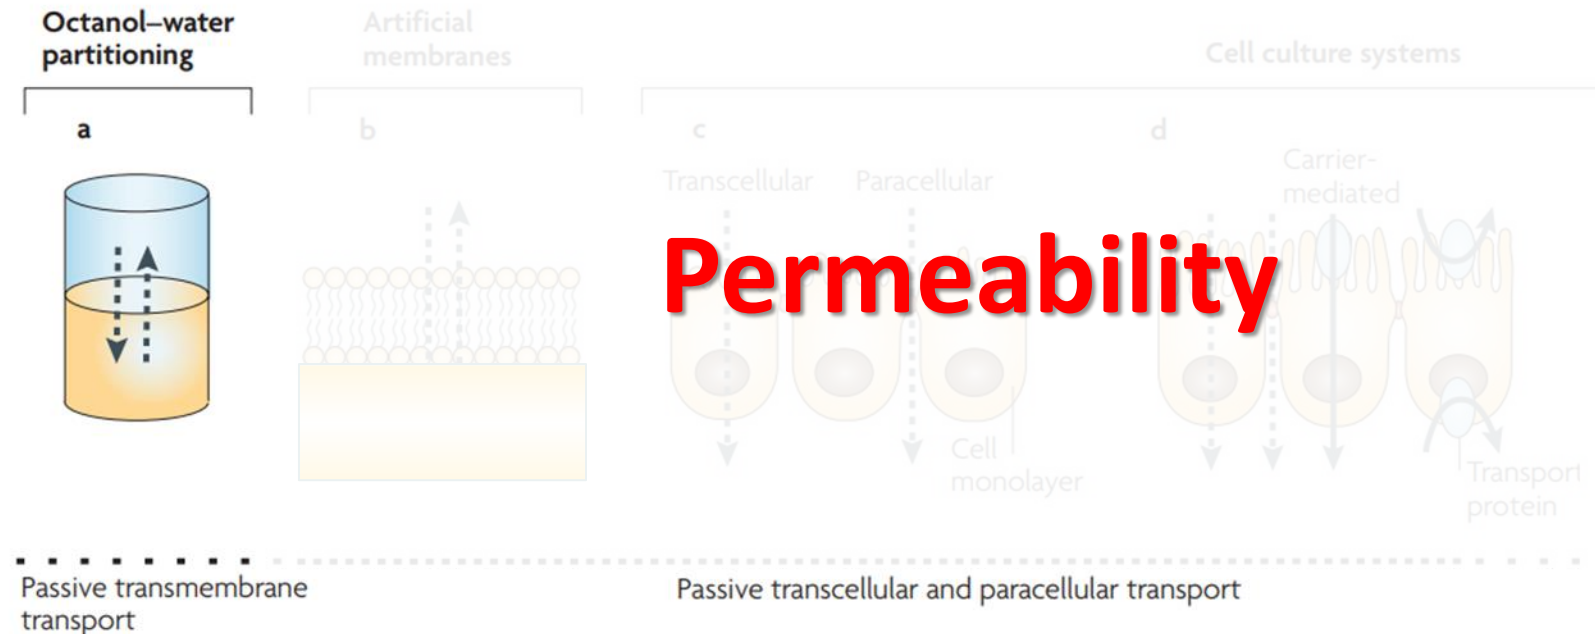 Octanol–water
partitioning
Artificial
membranes
Cell culture systems
a
b
c
d
Transcellular
Paracellular
Carrier-
mediated
Permeability
Cell
monolayer
Transport
protein
Passive transmembrane
transport
Passive transcellular and paracellular transport